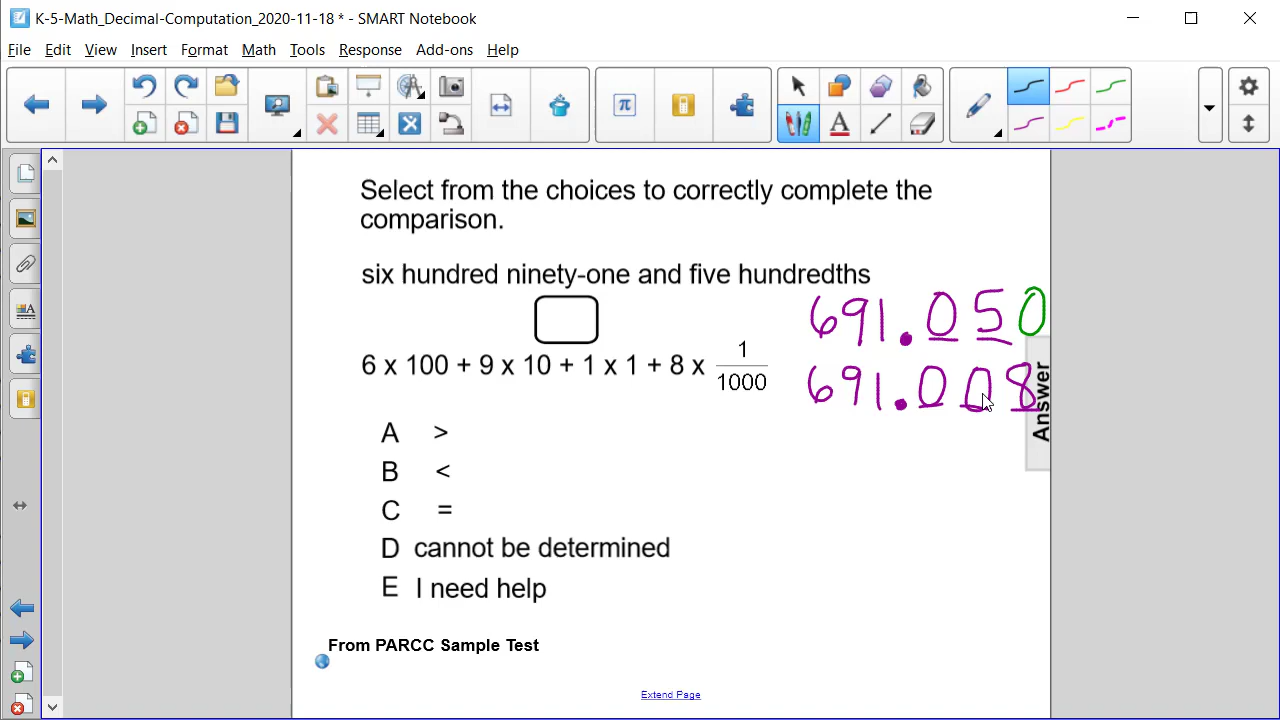 K-5-Math_Decimal-Computation_2020-11-18 * - SMART Notebook
File Edit View Insert Format Math Tools Response Add-ons Help
Select from the choices to correctly complete the
comparison.
six hundred ninety-one and five hundredths
691.050
6 x 100 + 9 x 10 + 1 x 1 + 8 x 1/1000
691.008
Answer
A >
B <
C =
D cannot be determined
E I need help
From PARCC Sample Test
Extend Page